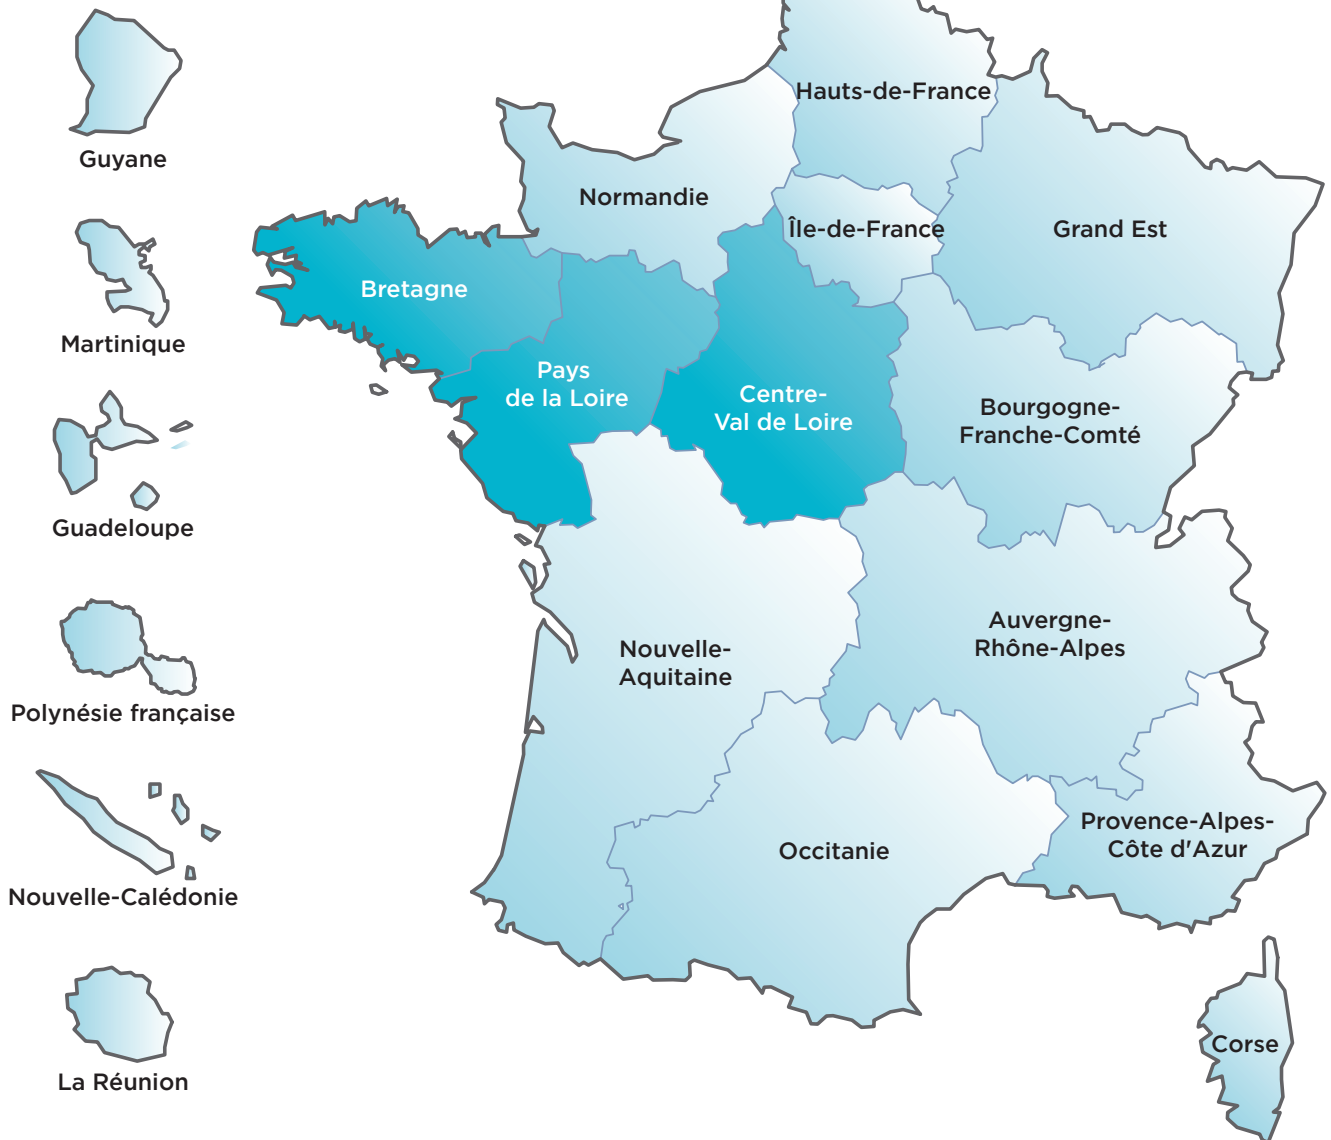 Guyane
Martinique
Guadeloupe
Polynésie française
Nouvelle-Calédonie
La Réunion
Hauts-de-France
Normandie
Île-de-France
Grand Est
Bretagne
Pays
de la Loire
Centre-
Val de Loire
Bourgogne-
Franche-Comté
Nouvelle-
Aquitaine
Auvergne-
Rhône-Alpes
Occitanie
Provence-Alpes-
Côte d'Azur
Corse